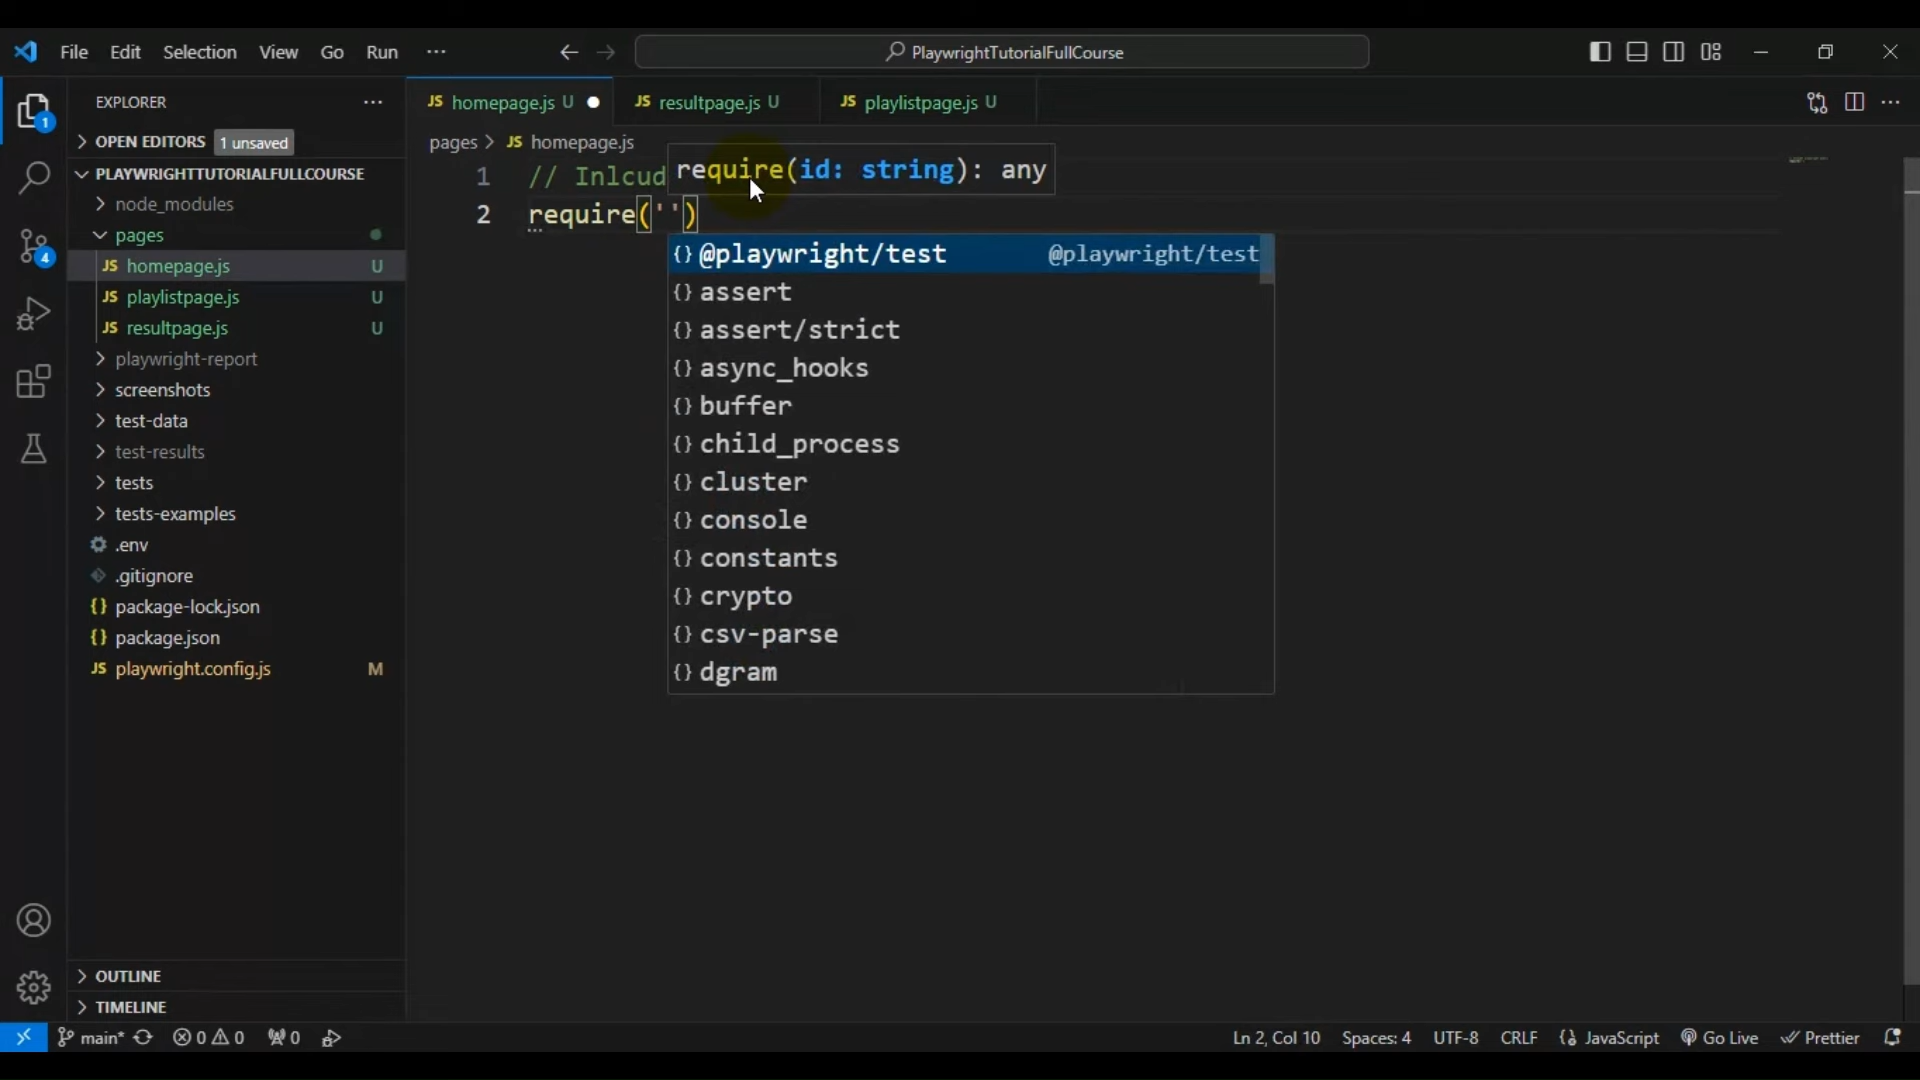 File Edit Selection View Go Run ··· PlaywrightTutorialFullCourse
EXPLORER ···
OPEN EDITORS 1 unsaved
PLAYWRIGHTTUTORIALFULLCOURSE
node_modules
pages
JS homepage.js U
JS playlistpage.js U
JS resultpage.js U
playwright-report
screenshots
test-data
test-results
tests
tests-examples
.env
.gitignore
{} package-lock.json
{} package.json
JS playwright.config.js M
OUTLINE
TIMELINE
1
4
JS homepage.js U JS resultpage.js U JS playlistpage.js U
pages > JS homepage.js
1 // Inlcud
require(id: string): any
2 require('')
{} @playwright/test @playwright/test
{} assert
{} assert/strict
{} async_hooks
{} buffer
{} child_process
{} cluster
{} console
{} constants
{} crypto
{} csv-parse
{} dgram
main* 0 0 0 Ln 2, Col 10 Spaces: 4 UTF-8 CRLF {} JavaScript Go Live Prettier